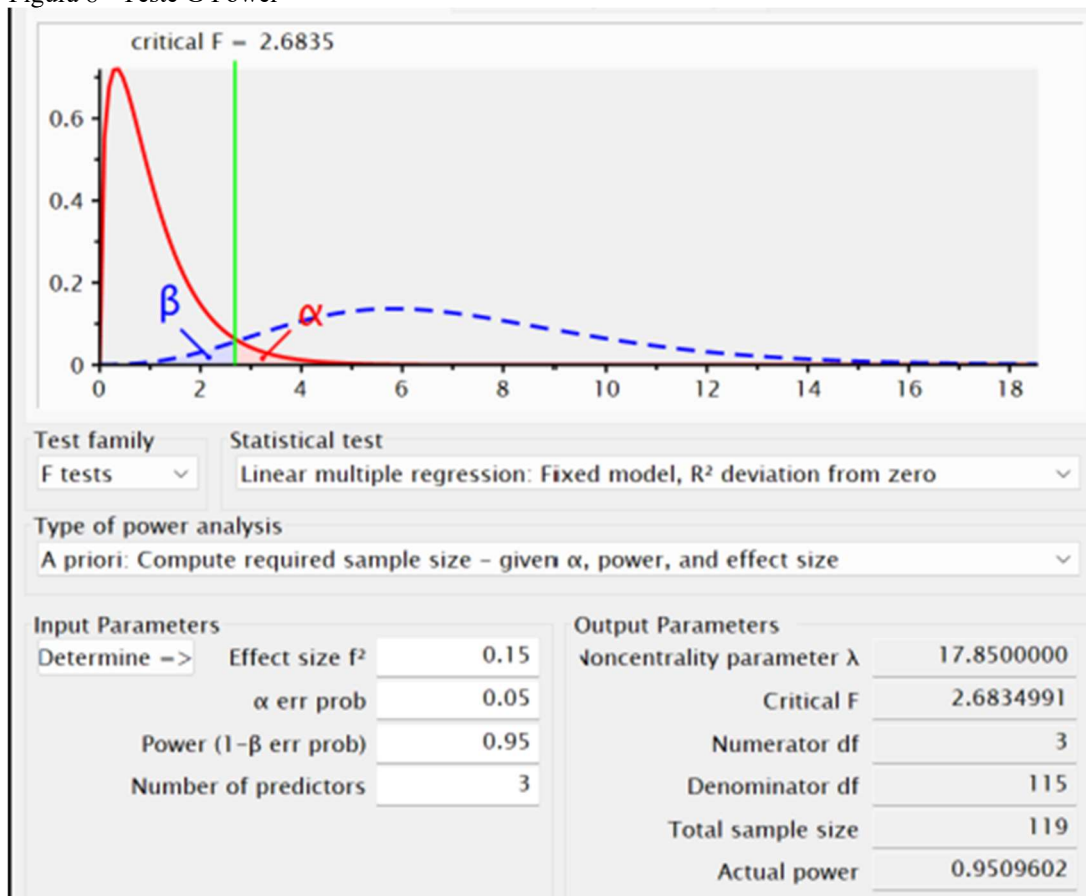 critical F = 2.6835
0.6
0.4
0.2
0
β
α
0 2 4 6 8 10 12 14 16 18
Test family Statistical test
F tests Linear multiple regression: Fixed model, R² deviation from zero
Type of power analysis
A priori: Compute required sample size – given α, power, and effect size
Input Parameters Output Parameters
Determine => Effect size f² 0.15 Noncentrality parameter λ 17.8500000
α err prob 0.05 Critical F 2.6834991
Power (1-β err prob) 0.95 Numerator df 3
Number of predictors 3 Denominator df 115
Total sample size 119
Actual power 0.9509602